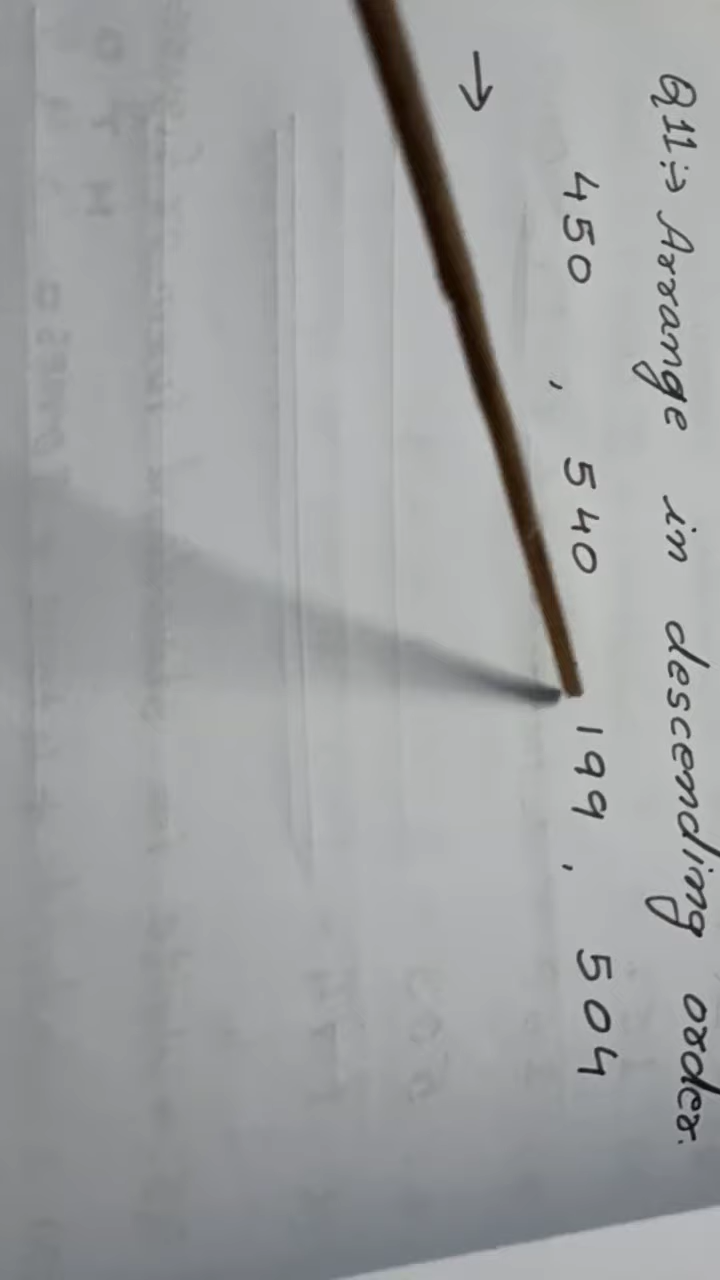 Q11:→ Arrange in descending order.
450 , 540 199 , 504
→